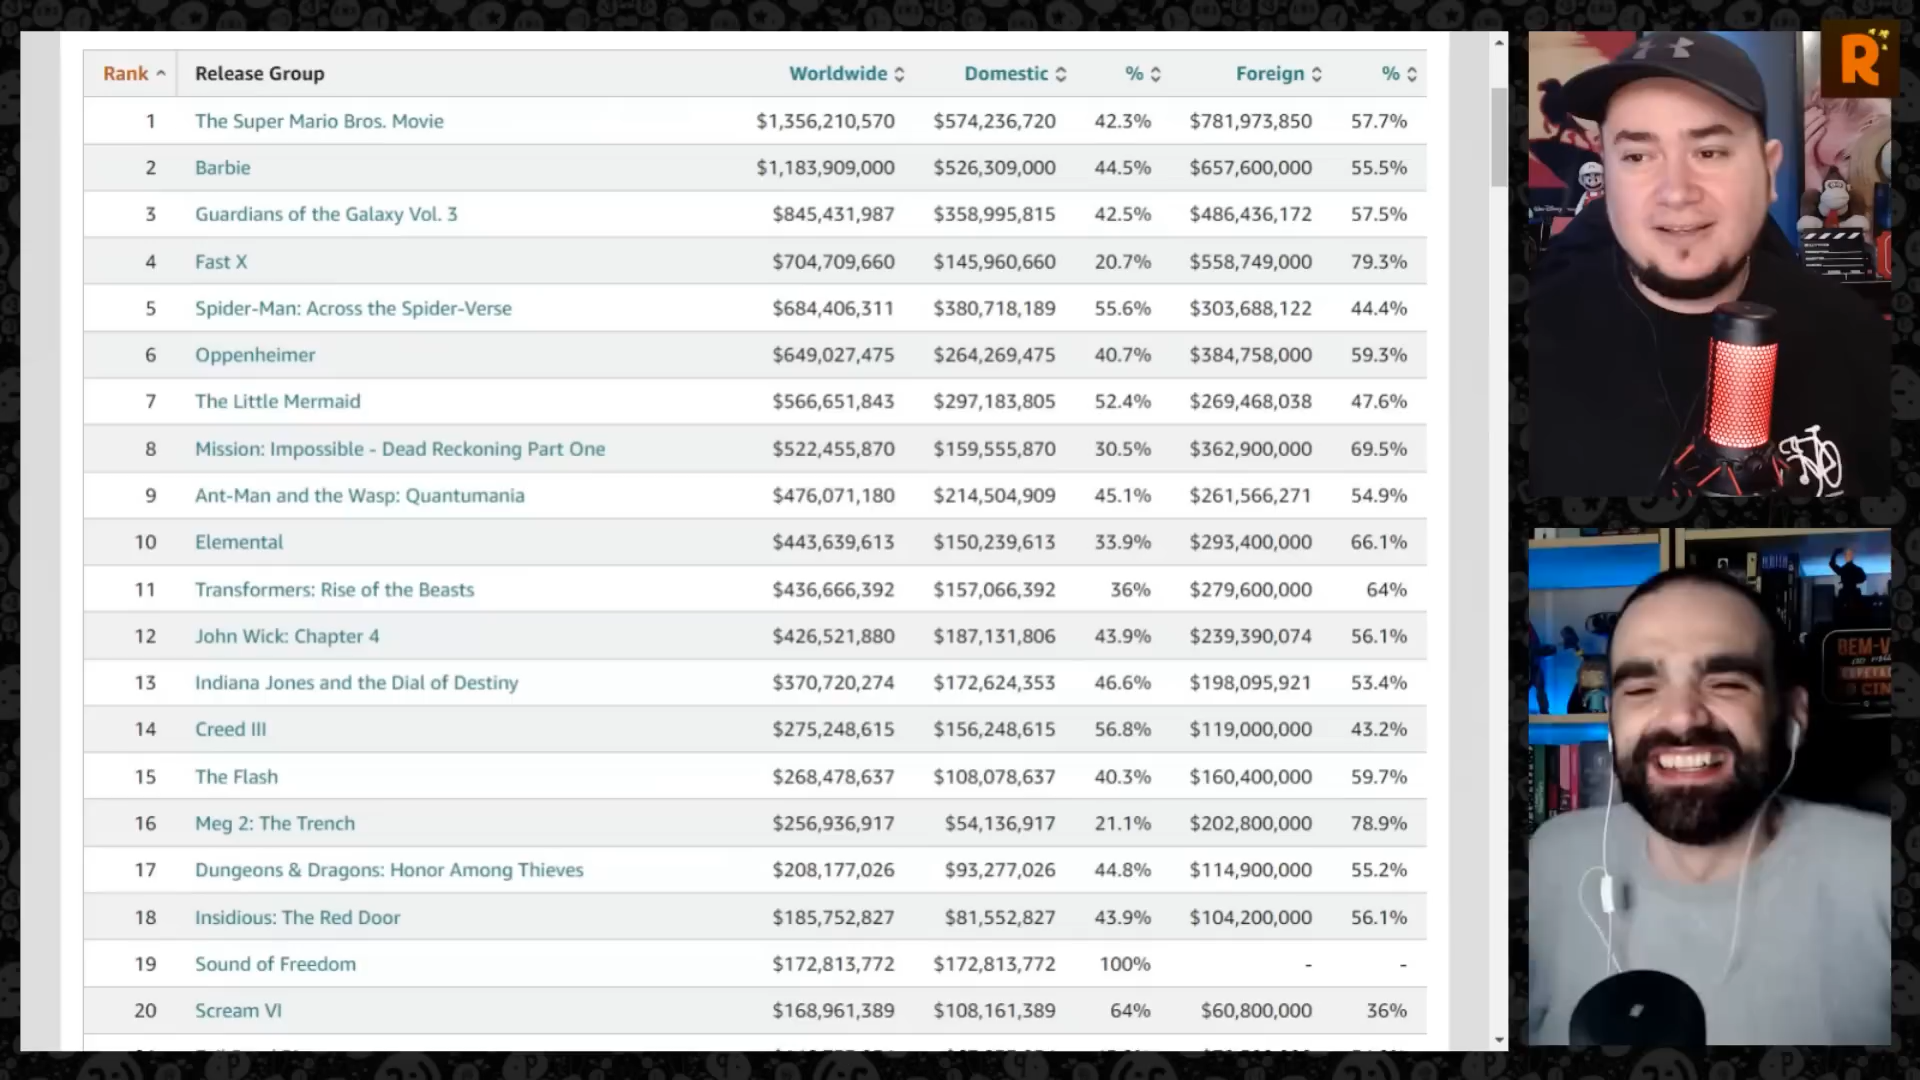 Rank Release Group Worldwide Domestic % Foreign %
1 The Super Mario Bros. Movie $1,356,210,570 $574,236,720 42.3% $781,973,850 57.7%
2 Barbie $1,183,909,000 $526,309,000 44.5% $657,600,000 55.5%
3 Guardians of the Galaxy Vol. 3 $845,431,987 $358,995,815 42.5% $486,436,172 57.5%
4 Fast X $704,709,660 $145,960,660 20.7% $558,749,000 79.3%
5 Spider-Man: Across the Spider-Verse $684,406,311 $380,718,189 55.6% $303,688,122 44.4%
6 Oppenheimer $649,027,475 $264,269,475 40.7% $384,758,000 59.3%
7 The Little Mermaid $566,651,843 $297,183,805 52.4% $269,468,038 47.6%
8 Mission: Impossible - Dead Reckoning Part One $522,455,870 $159,555,870 30.5% $362,900,000 69.5%
9 Ant-Man and the Wasp: Quantumania $476,071,180 $214,504,909 45.1% $261,566,271 54.9%
10 Elemental $443,639,613 $150,239,613 33.9% $293,400,000 66.1%
11 Transformers: Rise of the Beasts $436,666,392 $157,066,392 36% $279,600,000 64%
12 John Wick: Chapter 4 $426,521,880 $187,131,806 43.9% $239,390,074 56.1%
13 Indiana Jones and the Dial of Destiny $370,720,274 $172,624,353 46.6% $198,095,921 53.4%
14 Creed III $275,248,615 $156,248,615 56.8% $119,000,000 43.2%
15 The Flash $268,478,637 $108,078,637 40.3% $160,400,000 59.7%
16 Meg 2: The Trench $256,936,917 $54,136,917 21.1% $202,800,000 78.9%
17 Dungeons & Dragons: Honor Among Thieves $208,177,026 $93,277,026 44.8% $114,900,000 55.2%
18 Insidious: The Red Door $185,752,827 $81,552,827 43.9% $104,200,000 56.1%
19 Sound of Freedom $172,813,772 $172,813,772 100% - -
20 Scream VI $168,961,389 $108,161,389 64% $60,800,000 36%
R
BEM-V